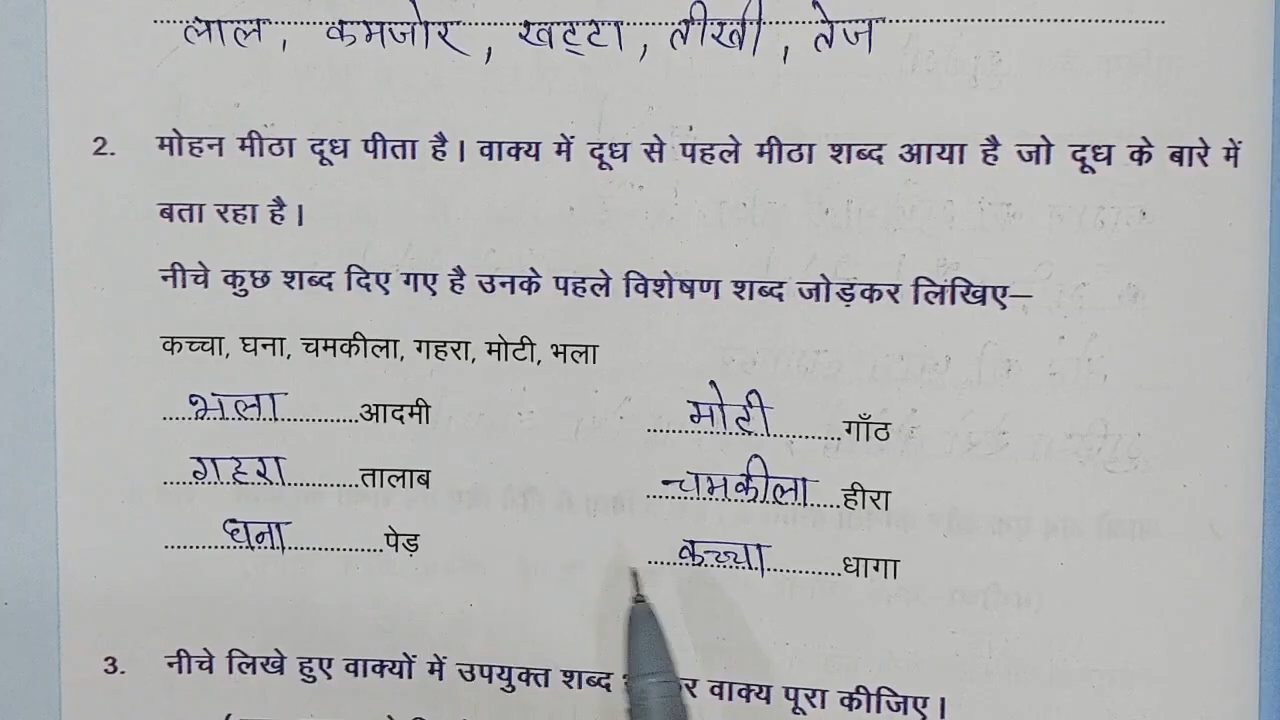 लाल, कमजोर, खट्टा, तीखी, तेज
2. मोहन मीठा दूध पीता है। वाक्य में दूध से पहले मीठा शब्द आया है जो दूध के बारे में
बता रहा है।
नीचे कुछ शब्द दिए गए है उनके पहले विशेषण शब्द जोड़कर लिखिए–
कच्चा, घना, चमकीला, गहरा, मोटी, भला
भला आदमी मोटी गाँठ
गहरा तालाब चमकीला हीरा
घना पेड़ कच्चा धागा
3. नीचे लिखे हुए वाक्यों में उपयुक्त शब्द वाक्य पूरा कीजिए।